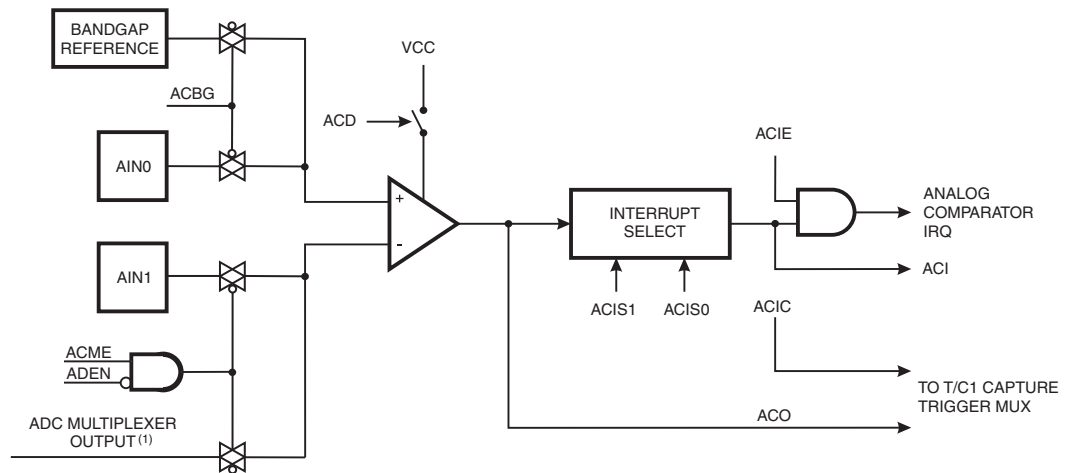 BANDGAP
REFERENCE
ACBG
AIN0
AIN1
ACME
ADEN
ADC MULTIPLEXER
OUTPUT (1)
VCC
ACD
+
-
INTERRUPT
SELECT
ACIS1
ACIS0
ACIE
ANALOG
COMPARATOR
IRQ
ACI
ACIC
TO T/C1 CAPTURE
TRIGGER MUX
ACO